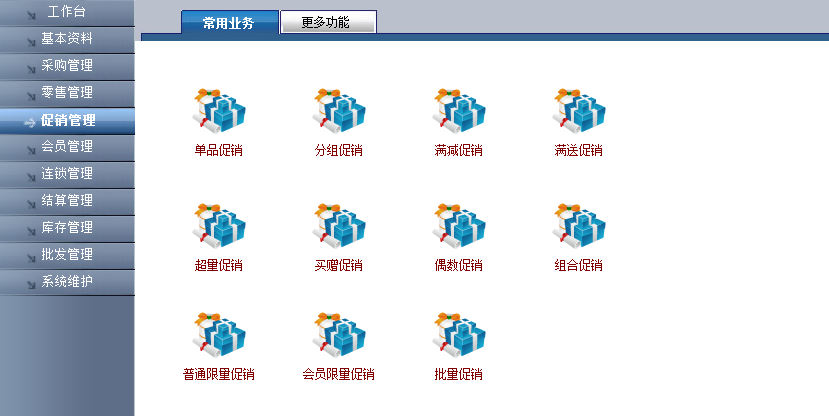 工作台
基本资料
采购管理
零售管理
促销管理
会员管理
连锁管理
结算管理
库存管理
批发管理
系统维护
常用业务 更多功能
单品促销 分组促销 满减促销 满送促销
超量促销 买赠促销 偶数促销 组合促销
普通限量促销 会员限量促销 批量促销